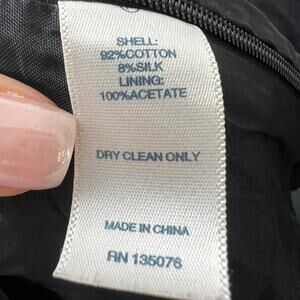 SHELL:
92%COTTON
8%SILK
LINING:
100%ACETATE
DRY CLEAN ONLY
MADE IN CHINA
RN 135076